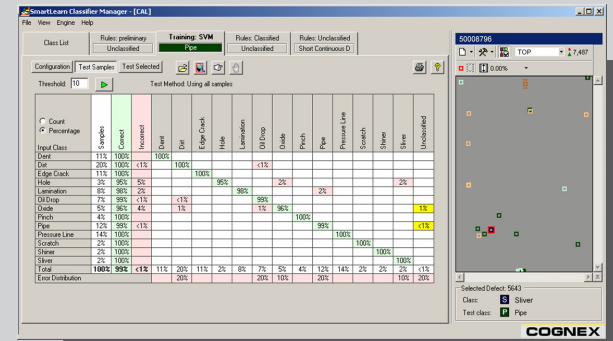 SmartLearn Classifier Manager - [CAL]
File View Engine Help
Class List
Rules: preliminary
Unclassified
Training: SVM
Pipe
Rules: Classified
Unclassified
Rules: Unclassified
Short Continuous D
Configuration Test Samples Test Selected
Threshold: 10 Test Method: Using all samples
Count
Percentage
Input Class Samples Correct Incorrect Dent Dirt Edge Crack Hole Lamination Oil Drop Oxide Pinch Pipe Pressure Line Scratch Shiner Sliver Unclassified
Dent 11% 100% 100%
Dirt 20% 100% <1% 100% <1%
Edge Crack 11% 100% 100%
Hole 3% 95% 5% 95% 2% 2%
Lamination 8% 98% 2% 98% 2%
Oil Drop 7% 99% <1% <1% 99%
Oxide 5% 96% 4% 1% 1% 96% 1%
Pinch 4% 100% 100%
Pipe 12% 99% <1% 99% <1%
Pressure Line 14% 100% 100%
Scratch 2% 100% 100%
Shiner 2% 100% 100%
Sliver 2% 100% 100%
Total 100% 99% <1% 11% 20% 11% 2% 8% 7% 5% 4% 12% 14% 2% 2% 2% <1%
Error Distribution 20% 20% 10% 20% 10% 20%
50008796
TOP 7,487
0.00%
Selected Defect: 5643
Class: S Sliver
Test class: P Pipe
COGNEX